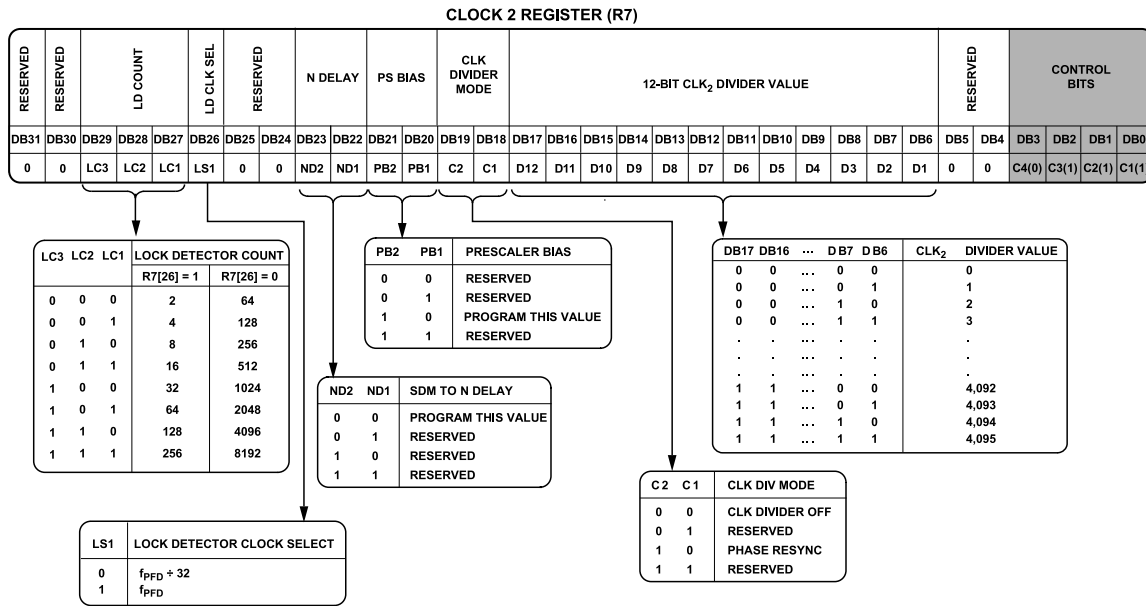 CLOCK 2 REGISTER (R7)
RESERVED RESERVED LD COUNT LD CLK SEL RESERVED N DELAY PS BIAS CLK DIVIDER MODE 12-BIT CLK2 DIVIDER VALUE RESERVED CONTROL BITS
DB31 DB30 DB29 DB28 DB27 DB26 DB25 DB24 DB23 DB22 DB21 DB20 DB19 DB18 DB17 DB16 DB15 DB14 DB13 DB12 DB11 DB10 DB9 DB8 DB7 DB6 DB5 DB4 DB3 DB2 DB1 DB0
0 0 LC3 LC2 LC1 LS1 0 0 ND2 ND1 PB2 PB1 C2 C1 D12 D11 D10 D9 D8 D7 D6 D5 D4 D3 D2 D1 0 0 C4(0) C3(1) C2(1) C1(1
LC3 LC2 LC1 LOCK DETECTOR COUNT
R7[26] = 1 R7[26] = 0
0 0 0 2 64
0 0 1 4 128
0 1 0 8 256
0 1 1 16 512
1 0 0 32 1024
1 0 1 64 2048
1 1 0 128 4096
1 1 1 256 8192
PB2 PB1 PRESCALER BIAS
0 0 RESERVED
0 1 RESERVED
1 0 PROGRAM THIS VALUE
1 1 RESERVED
DB17 DB16 ... DB7 DB6 CLK2 DIVIDER VALUE
0 0 ... 0 0 0
0 0 ... 0 1 1
0 0 ... 1 0 2
0 0 ... 1 1 3
. . . . . .
. . . . . .
. . . . . .
1 1 ... 0 0 4,092
1 1 ... 0 1 4,093
1 1 ... 1 0 4,094
1 1 ... 1 1 4,095
ND2 ND1 SDM TO N DELAY
0 0 PROGRAM THIS VALUE
0 1 RESERVED
1 0 RESERVED
1 1 RESERVED
C2 C1 CLK DIV MODE
0 0 CLK DIVIDER OFF
0 1 RESERVED
1 0 PHASE RESYNC
1 1 RESERVED
LS1 LOCK DETECTOR CLOCK SELECT
0 fPFD ÷ 32
1 fPFD